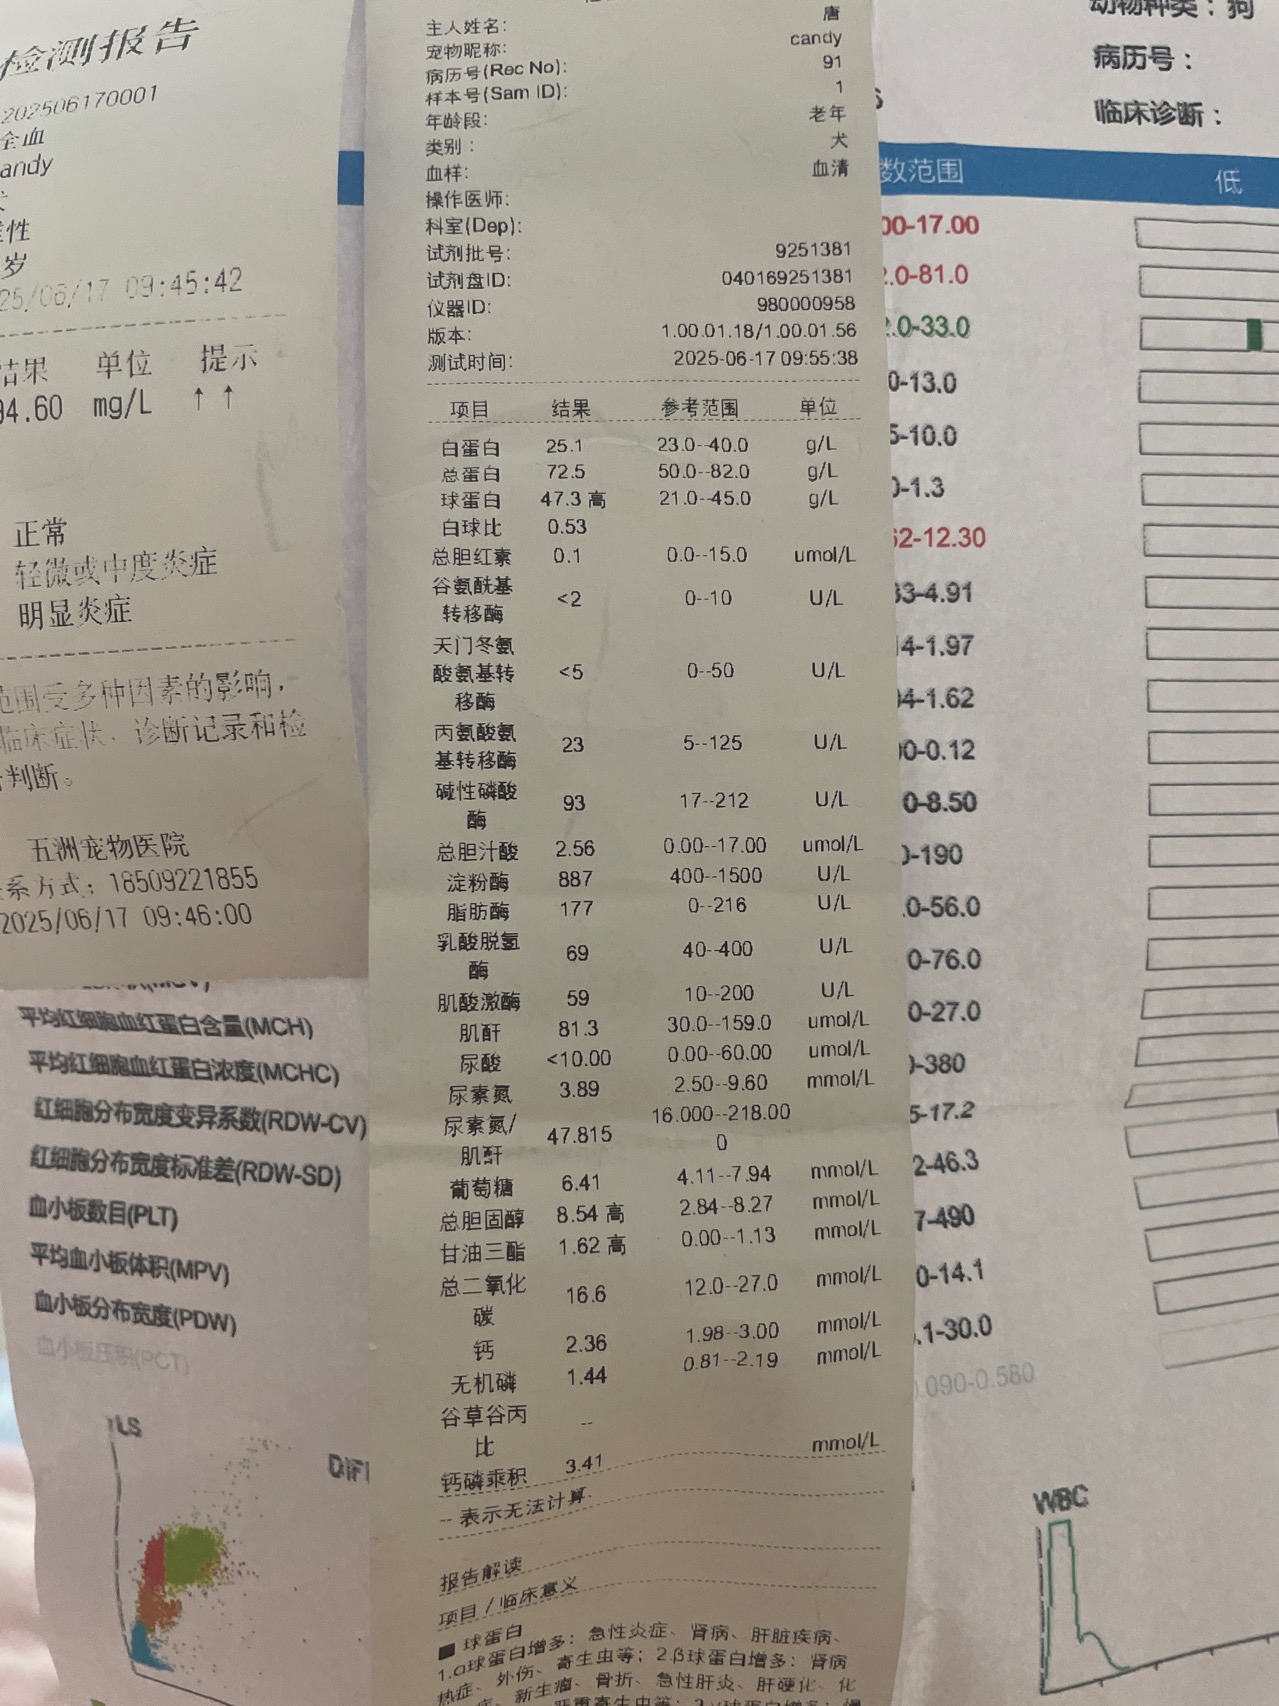 检测报告
202506170001
全血
andy
性
岁
25/06/17 09:45:42
结果 单位 提示
94.60 mg/L ↑↑
正常
轻微或中度炎症
明显炎症
范围受多种因素的影响，
临床症状、诊断记录和检
判断。
五洲宠物医院
系方式：18509221855
2025/06/17 09:46:00
主人姓名: 唐
宠物昵称: candy
病历号(Rec No): 91
样本号(Sam ID): 1
年龄段: 老年
类别: 犬
血样: 血清
操作医师:
科室(Dep):
试剂批号: 9251381
试剂盘ID: 040169251381
仪器ID: 980000958
版本: 1.00.01.18/1.00.01.56
测试时间: 2025-06-17 09:55:38
项目 结果 参考范围 单位
白蛋白 25.1 23.0--40.0 g/L
总蛋白 72.5 50.0--82.0 g/L
球蛋白 47.3 高 21.0--45.0 g/L
白球比 0.53
总胆红素 0.1 0.0--15.0 umol/L
谷氨酰基
转移酶 <2 0--10 U/L
天门冬氨
酸氨基转 <5 0--50 U/L
移酶
丙氨酸氨
基转移酶 23 5--125 U/L
碱性磷酸
酶 93 17--212 U/L
总胆汁酸 2.56 0.00--17.00 umol/L
淀粉酶 887 400--1500 U/L
脂肪酶 177 0--216 U/L
乳酸脱氢
酶 69 40--400 U/L
肌酸激酶 59 10--200 U/L
肌酐 81.3 30.0--159.0 umol/L
尿酸 <10.00 0.00--60.00 umol/L
尿素氮 3.89 2.50--9.60 mmol/L
尿素氮/ 47.815 16.000--218.00
肌酐 0
葡萄糖 6.41 4.11--7.94 mmol/L
总胆固醇 8.54 高 2.84--8.27 mmol/L
甘油三酯 1.62 高 0.00--1.13 mmol/L
总二氧化
碳 16.6 12.0--27.0 mmol/L
钙 2.36 1.98--3.00 mmol/L
无机磷 1.44 0.81--2.19 mmol/L
谷草谷丙
比 --
钙磷乘积 3.41 mmol/L
-- 表示无法计算.
报告解读
项目 / 临床意义
■ 球蛋白
1.α球蛋白增多：急性炎症、肾病、肝脏疾病、
热症、外伤、寄生虫等；2.β球蛋白增多：肾病
新生瘤、骨折、急性肝炎、肝硬化、化
动物种类：狗
病历号：
临床诊断：
数范围 低
00-17.00
.0-81.0
.0-33.0
0-13.0
5-10.0
0-1.3
62-12.30
83-4.91
14-1.97
04-1.62
00-0.12
0-8.50
0-190
.0-56.0
0-76.0
0-27.0
0-380
5-17.2
2-46.3
7-490
0-14.1
.1-30.0
0.090-0.580
平均红细胞血红蛋白含量(MCH)
平均红细胞血红蛋白浓度(MCHC)
红细胞分布宽度变异系数(RDW-CV)
红细胞分布宽度标准差(RDW-SD)
血小板数目(PLT)
平均血小板体积(MPV)
血小板分布宽度(PDW)
血小板压积(PCT)
LS
DIF
WBC